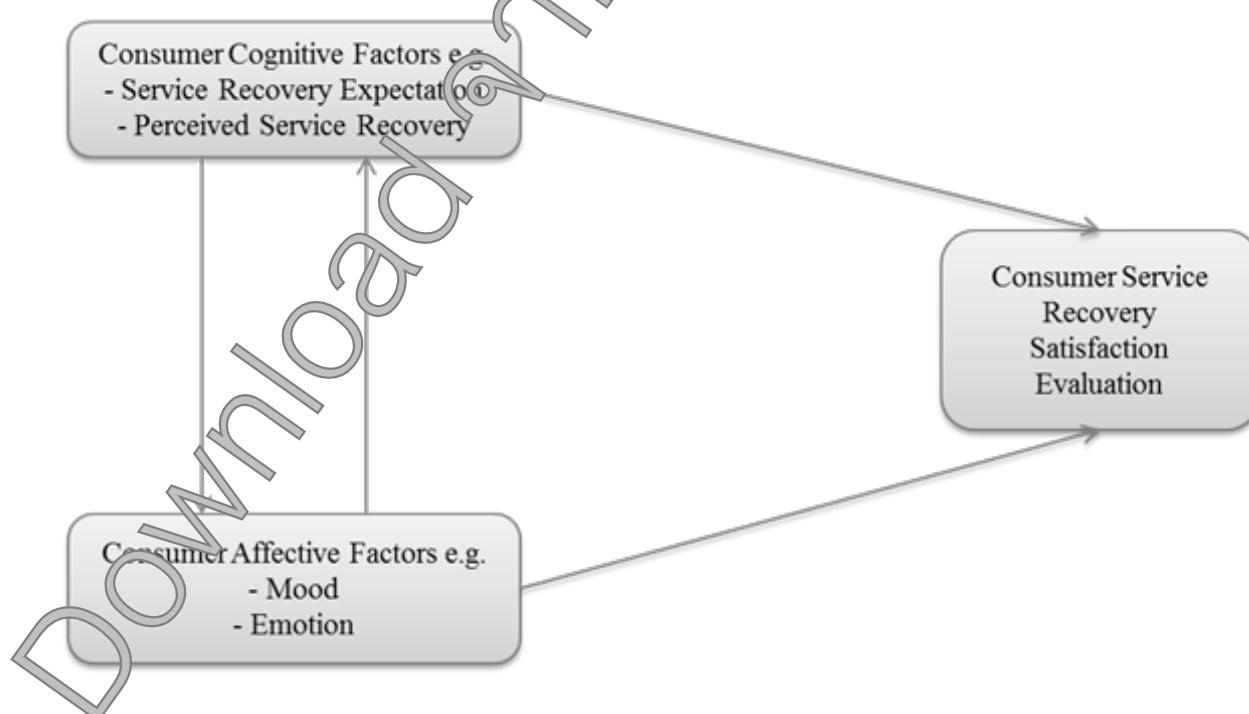 Consumer Cognitive Factors e.g.
- Service Recovery Expectation
- Perceived Service Recovery
Consumer Service
Recovery
Satisfaction
Evaluation
Consumer Affective Factors e.g.
- Mood
- Emotion
Download